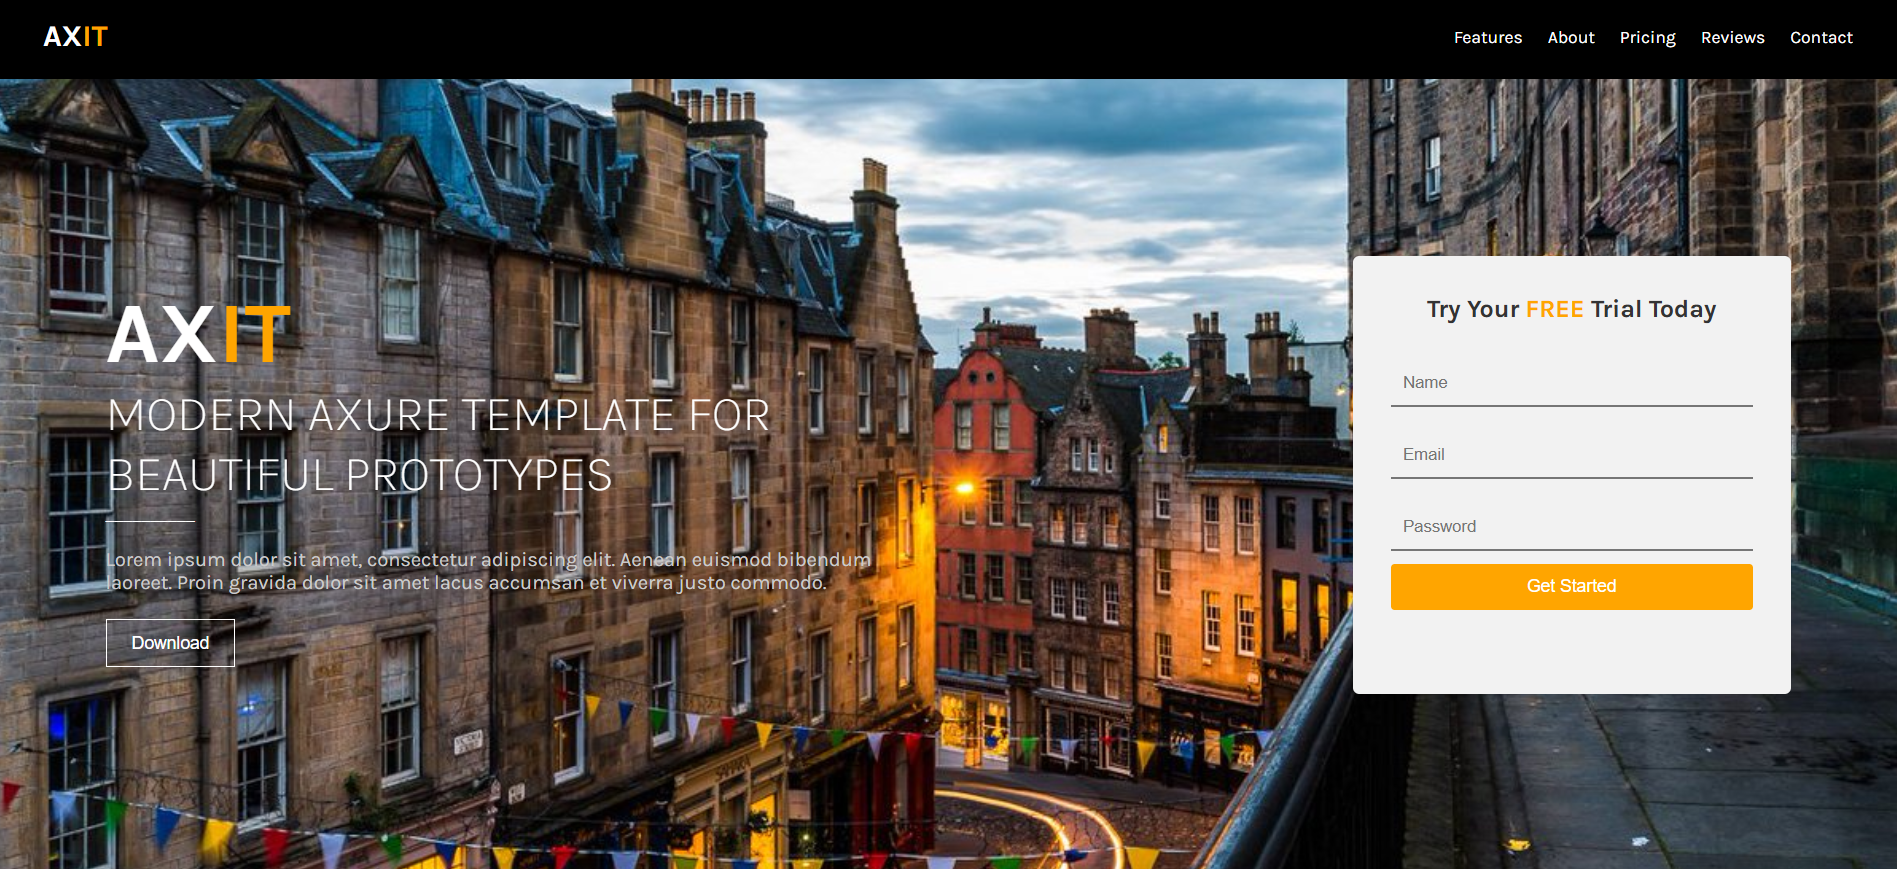 AXIT
Features About Pricing Reviews Contact
AXIT
MODERN AXURE TEMPLATE FOR
BEAUTIFUL PROTOTYPES
Lorem ipsum dolor sit amet, consectetur adipiscing elit. Aenean euismod bibendum
laoreet. Proin gravida dolor sit amet lacus accumsan et viverra justo commodo.
Download
Try Your FREE Trial Today
Name
Email
Password
Get Started